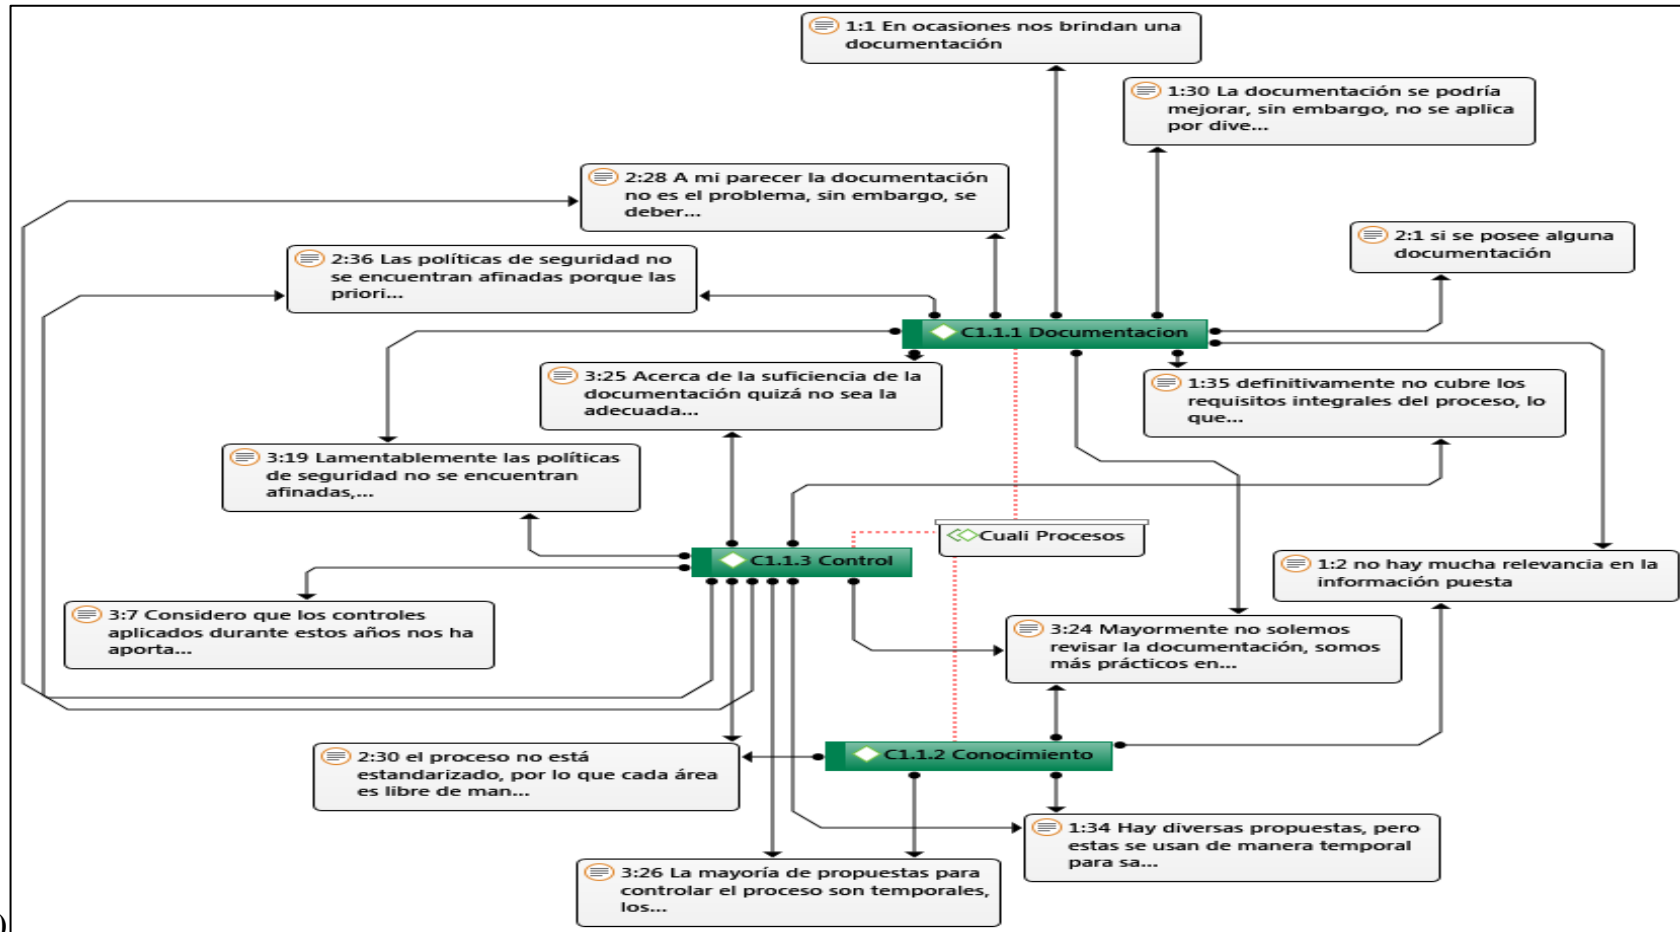 1:1 En ocasiones nos brindan una
documentación
1:30 La documentación se podría
mejorar, sin embargo, no se aplica
por dive...
2:28 A mi parecer la documentación
no es el problema, sin embargo, se
deber...
2:1 si se posee alguna
documentación
2:36 Las políticas de seguridad no
se encuentran afinadas porque las
priori...
C1.1.1 Documentacion
3:25 Acerca de la suficiencia de la
documentación quizá no sea la
adecuada...
1:35 definitivamente no cubre los
requisitos integrales del proceso, lo
que...
3:19 Lamentablemente las políticas
de seguridad no se encuentran
afinadas,...
Cuali Procesos
C1.1.3 Control
1:2 no hay mucha relevancia en la
información puesta
3:7 Considero que los controles
aplicados durante estos años nos ha
aporta...
3:24 Mayormente no solemos
revisar la documentación, somos
más prácticos en...
2:30 el proceso no está
estandarizado, por lo que cada área
es libre de man...
C1.1.2 Conocimiento
1:34 Hay diversas propuestas, pero
estas se usan de manera temporal
para sa...
3:26 La mayoría de propuestas para
controlar el proceso son temporales,
los...
)